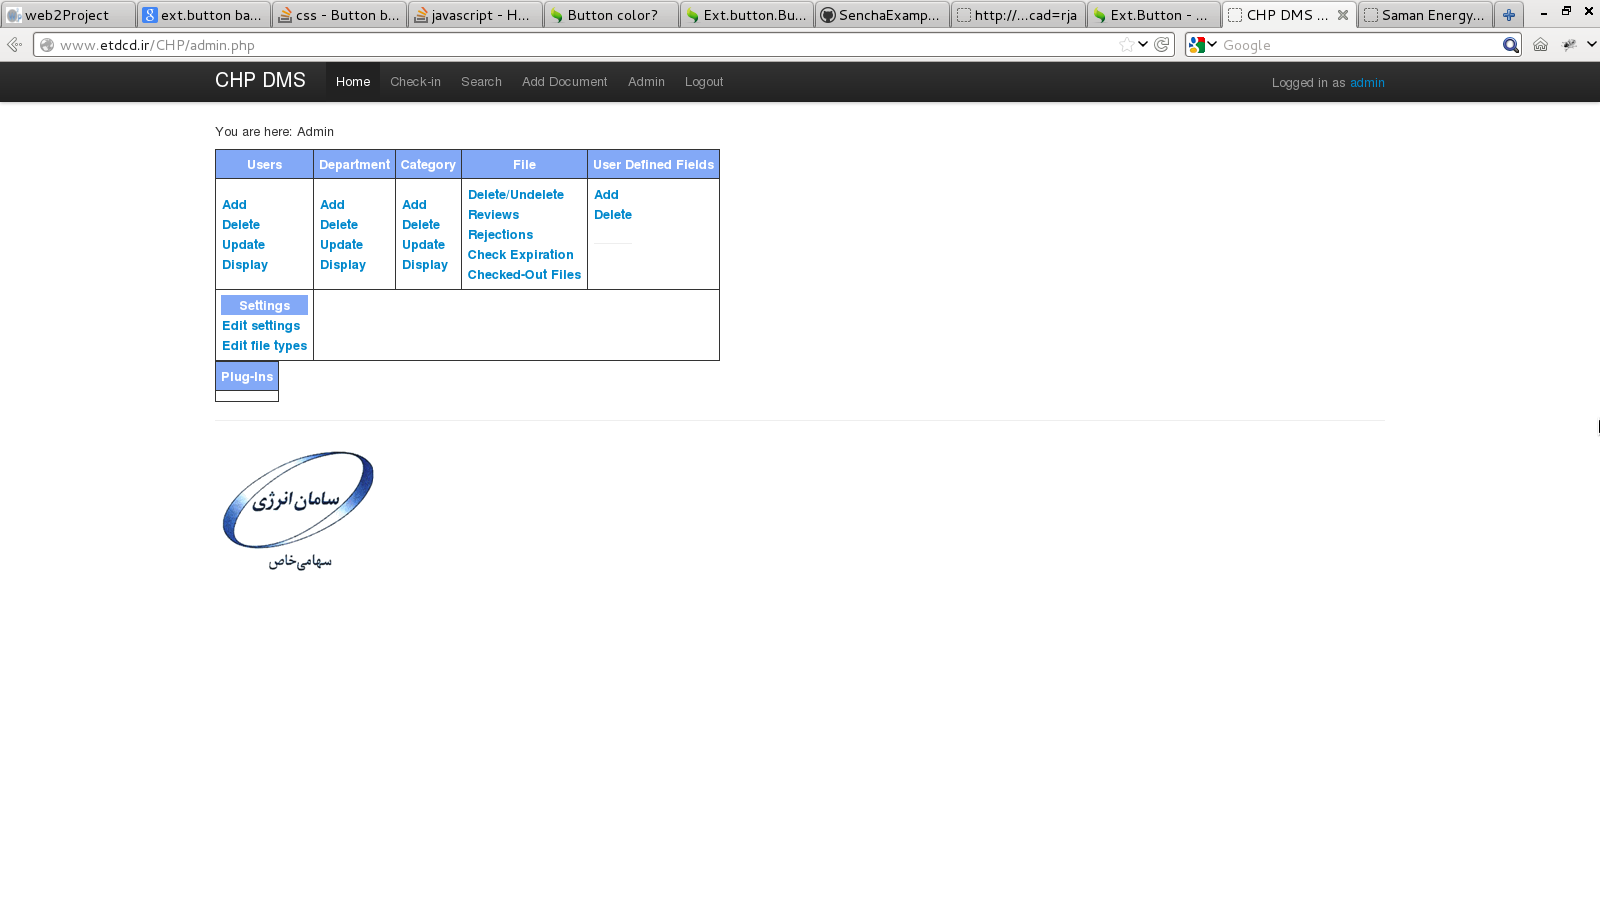 web2Project
ext.button ba...
css - Button b...
javascript - H...
Button color?
Ext.button.Bu...
SenchaExamp...
http://...cad=rja
Ext.Button - ...
CHP DMS ...
Saman Energy...
www.etdcd.ir/CHP/admin.php
Google
CHP DMS Home Check-in Search Add Document Admin Logout Logged in as admin
You are here: Admin
Users Department Category File User Defined Fields
Add
Delete
Update
Display
Add
Delete
Update
Display
Add
Delete
Update
Display
Delete/Undelete
Reviews
Rejections
Check Expiration
Checked-Out Files
Add
Delete
Settings
Edit settings
Edit file types
Plug-Ins
سامان انرژی
سهامی خاص